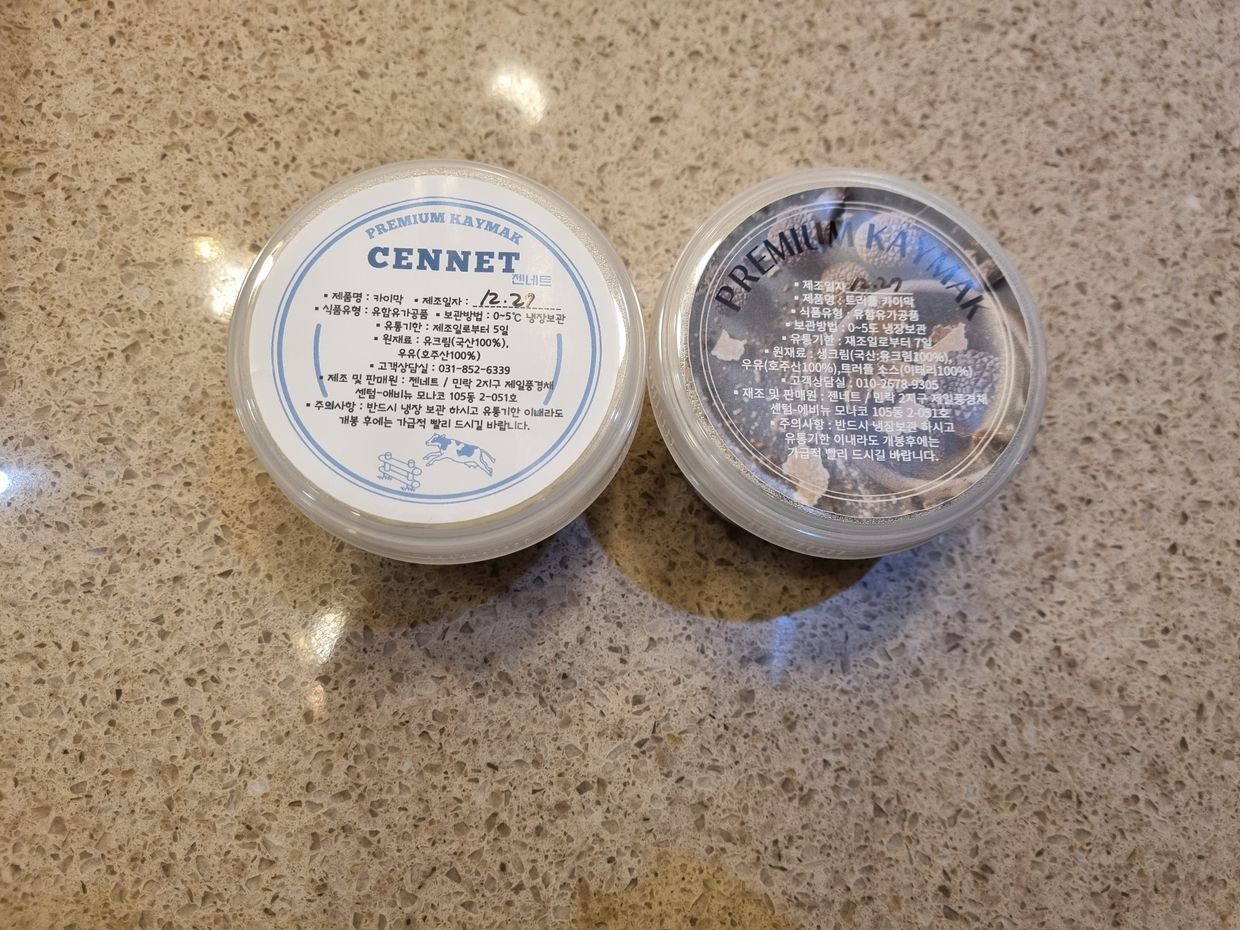 PREMIUM KAYMAK
CENNET
젠네트
▪ 제품명 : 카이막 ▪ 제조일자 : 12.27
▪ 식품유형 : 유함유가공품 ▪ 보관방법 : 0~5℃ 냉장보관
▪ 유통기한 : 제조일로부터 5일
▪ 원재료 : 유크림(국산100%),
우유(호주산100%)
▪ 고객상담실 : 031-852-6339
▪ 제조 및 판매원 : 젠네트 / 민락 2지구 제일풍경채
센텀-애비뉴 모나코 105동 2-051호
▪ 주의사항 : 반드시 냉장 보관 하시고 유통기한 이내라도
개봉 후에는 가급적 빨리 드시길 바랍니다.
PREMIUM KAYMAK
▪ 제조일자 12.27
▪ 제품명 : 트러플 카이막
▪ 식품유형 : 유함유가공품
▪ 보관방법 : 0~5도 냉장보관
▪ 유통기한 : 재조일로부터 7일
▪ 원재료 : 생크림(국산:유크림100%),
우유(호주산100%),트러플 소스(이태리100%)
▪ 고객상담실 : 010-2678-9305
▪ 재조 및 판매원 : 젠네트 / 민락 2지구 제일풍경채
센텀-에비뉴 모나코 105동 2-051호
▪ 주의사항 : 반드시 냉장보관 하시고
유통기한 이내라도 개봉후에는
가급적 빨리 드시길 바랍니다.